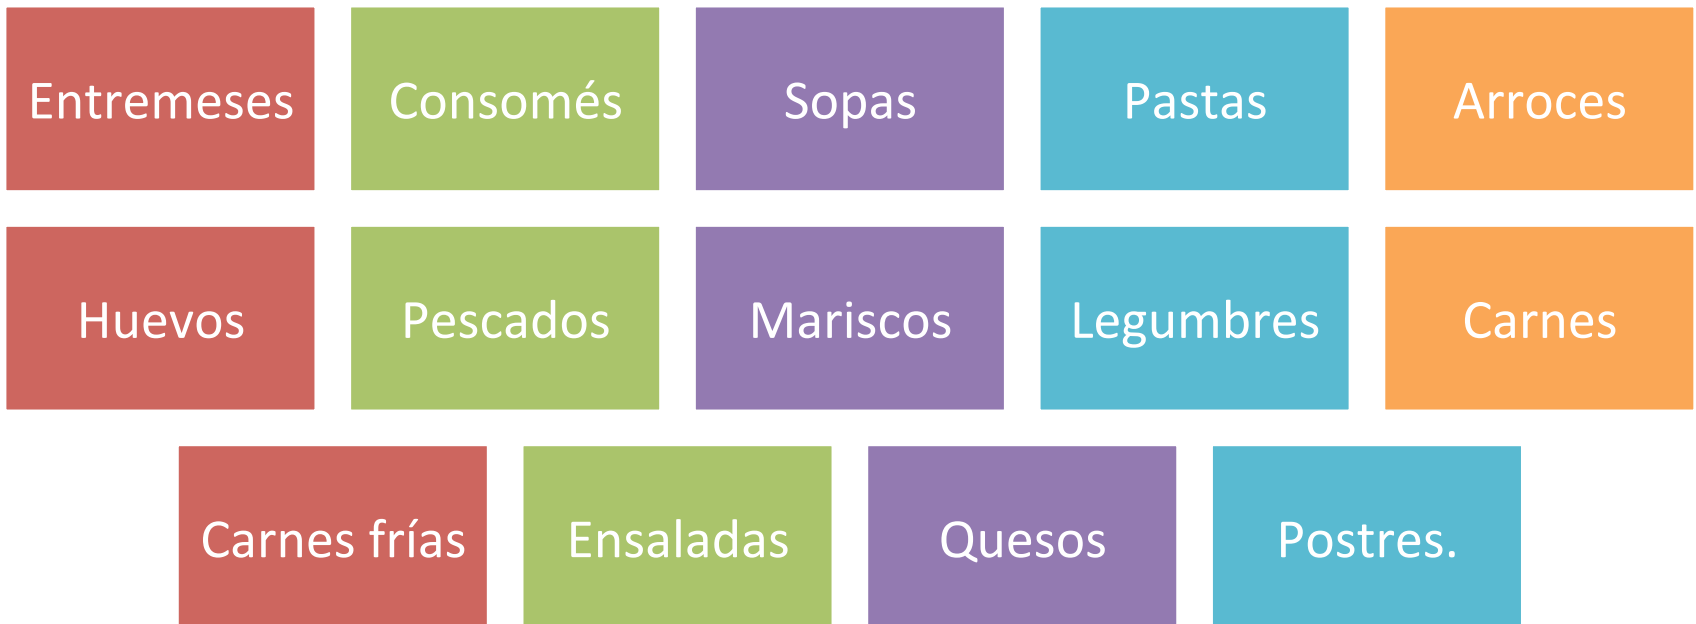 Entremeses
Consomés
Sopas
Pastas
Arroces
Huevos
Pescados
Mariscos
Legumbres
Carnes
Carnes frías
Ensaladas
Quesos
Postres.